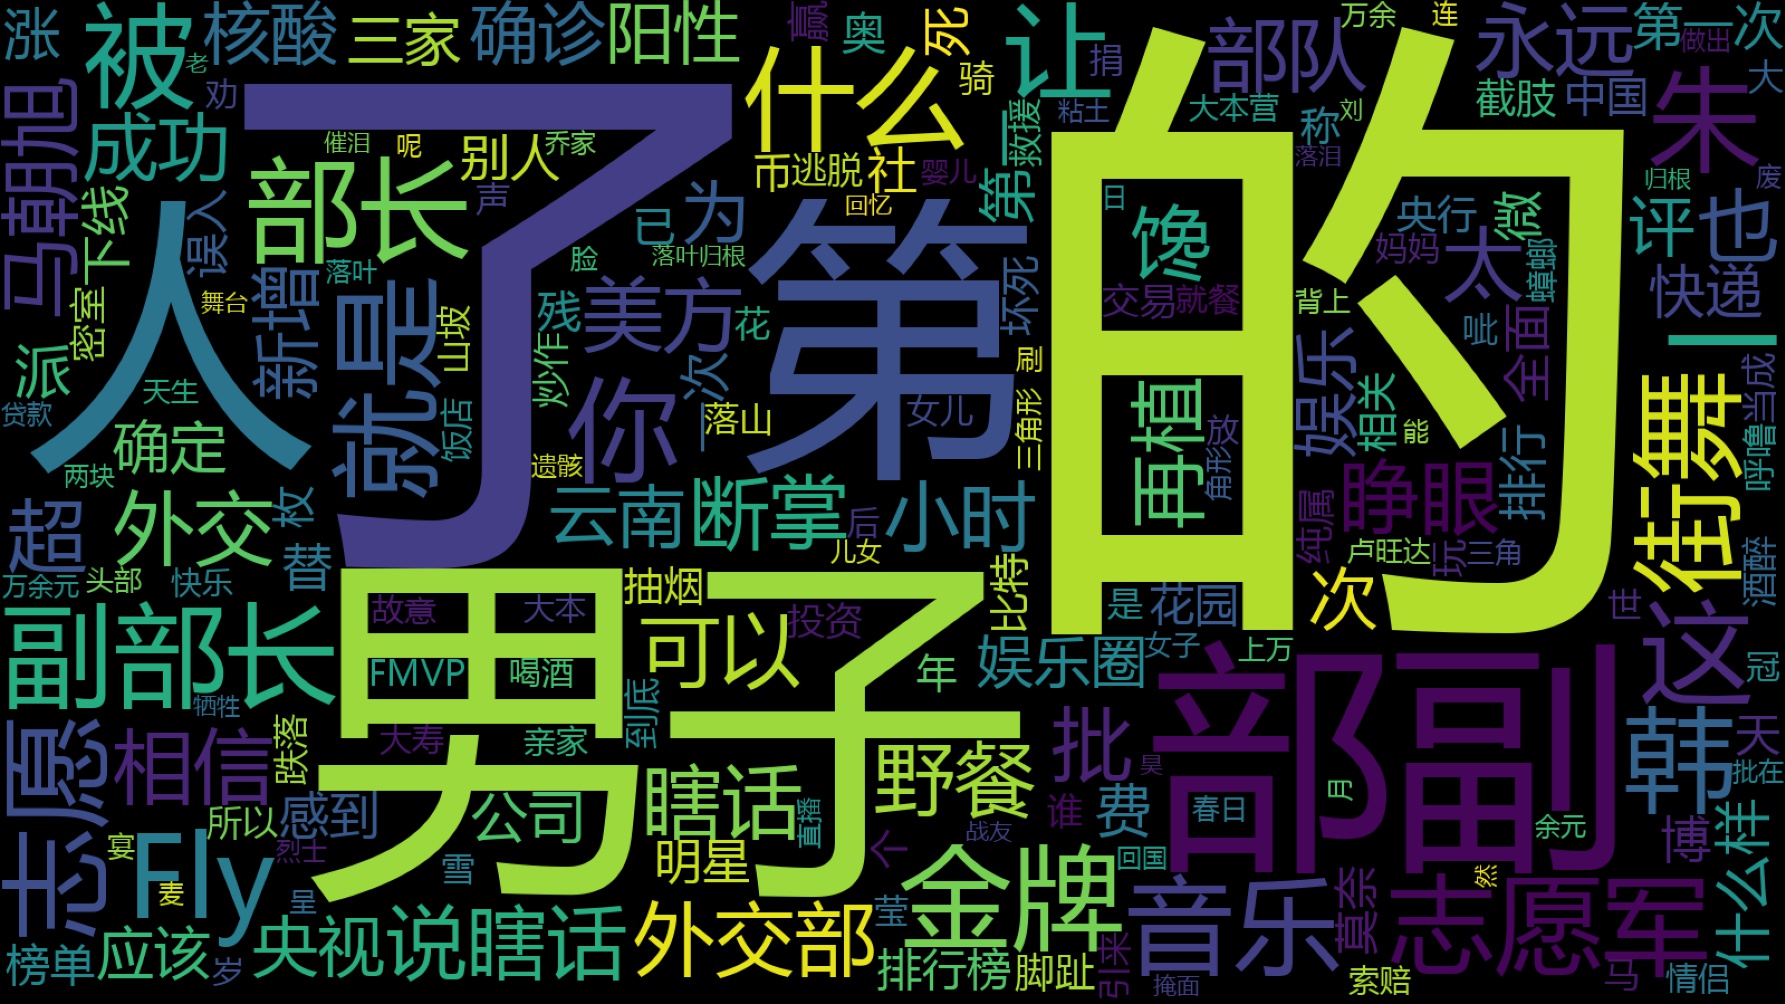 涨
被
老
核酸
三家
确诊
阳性
赢
奥
死
什么
骑
让
捐
部队
万余
连
永远
第一次
做出
大
马朝旭
劝
了
成功
催泪
呢
乔家
别人
声
部长
币
逃脱
社
婴儿
回忆
第
救援
粘土
大本营
称
刘
落泪
截肢
中国
朱
归根
废
的
人
误人
下线
密室
派
天生
贷款
两块
舞台
落叶
新增
就是
山坡
饭店
确定
已
为
落叶归根
脸
残
美方
花
炒作
一次
你
落山
遗骸
第
女儿
坏死
日
馋
交易
就餐
剧
三角形
再植
放
角形
背上
央行
妈妈
太
微
蟑螂
呲
全面
娱乐
相关
能
排行
睁眼
纯属
卢旺达
玩
三角
评
也
快递
一
街舞
当成
呼噜
酒醉
超
外交
枚
替
万余元
头部
快乐
云南
断掌
后
小时
儿女
比特
抽烟
男子
故意
大本
FMVP
喝酒
可以
投资
年
娱乐圈
是
花园
女子
上万
次
世
这
冠
副部长
牺牲
跌落
大寿
亲家
到底
野餐
批
部副
月
韩
天
批在
志愿
相信
所以
感到
公司
瞎话
直播
战友
昊
谁
费
春日
余元
博
什么样
宴
Fly
麦
烈士
雪
呈
明星
个
金牌
回国
音乐
莫奈
志愿军
然
榜单
应该
岁
央视
说瞎话
外交部
莹
排行榜
脚趾
引来
掩面
索赔
马
情侣